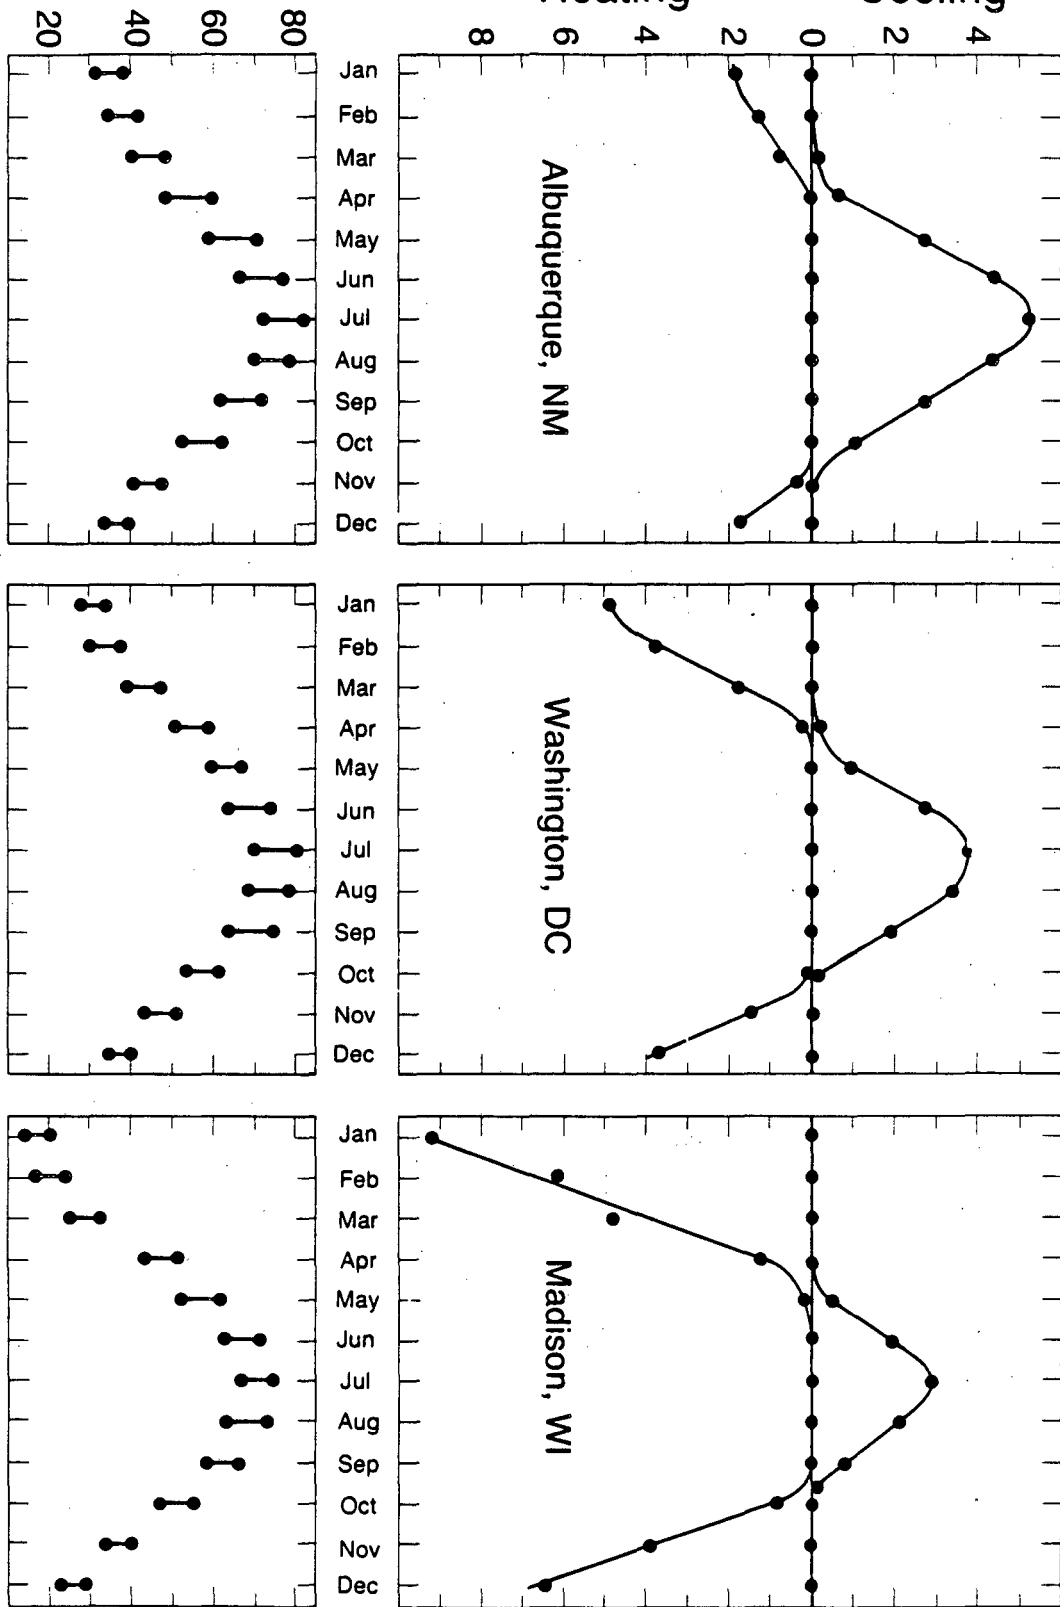 Heating
Cooling
20
40
60
80
8
6
4
2
0
2
4
Jan
Feb
Mar
Apr
May
Jun
Jul
Aug
Sep
Oct
Nov
Dec
Albuquerque, NM
Jan
Feb
Mar
Apr
May
Jun
Jul
Aug
Sep
Oct
Nov
Dec
Washington, DC
Jan
Feb
Mar
Apr
May
Jun
Jul
Aug
Sep
Oct
Nov
Dec
Madison, WI